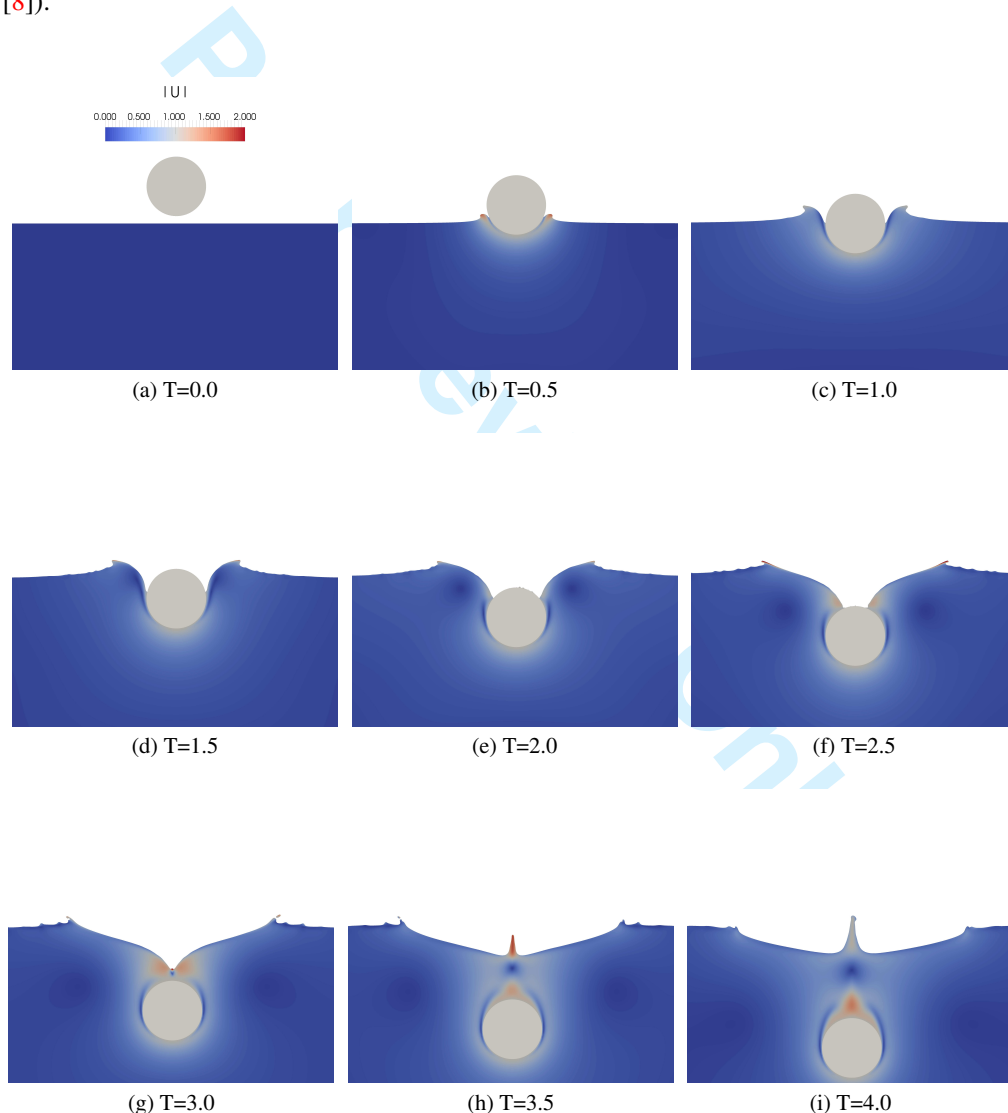 [8]).
| U |
0.000 0.500 1.000 1.500 2.000
(a) T=0.0
(b) T=0.5
(c) T=1.0
(d) T=1.5
(e) T=2.0
(f) T=2.5
(g) T=3.0
(h) T=3.5
(i) T=4.0